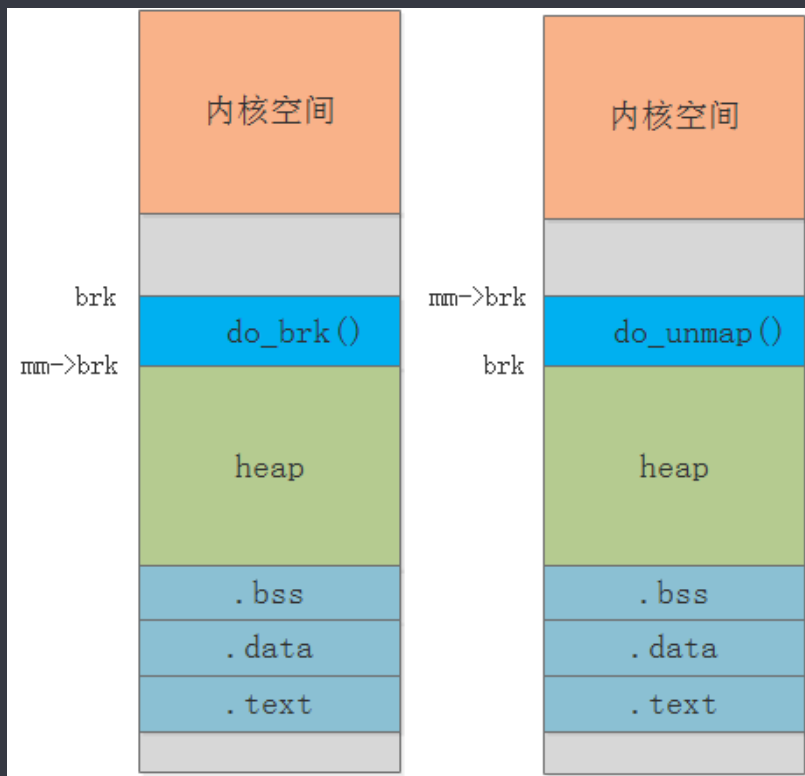 内核空间
brk
do_brk()
mm->brk
heap
.bss
.data
.text
内核空间
mm->brk
do_unmap()
brk
heap
.bss
.data
.text